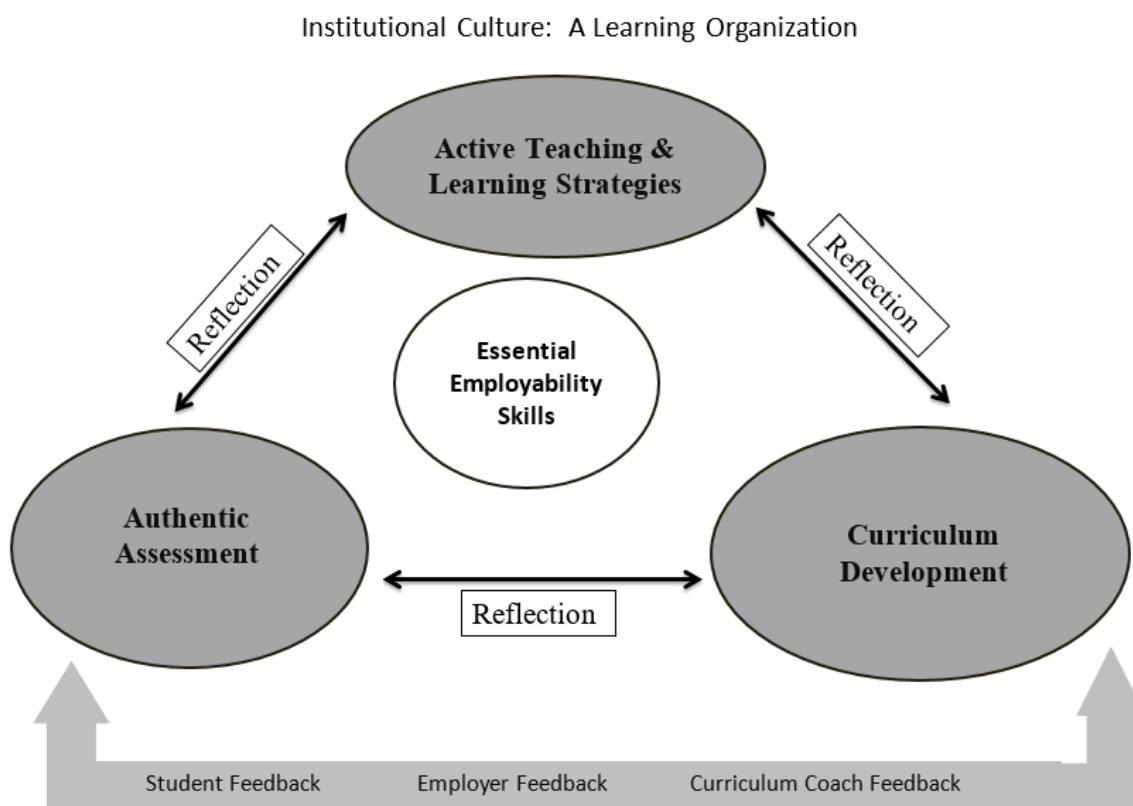 Institutional Culture: A Learning Organization
Active Teaching &
Learning Strategies
Reflection
Reflection
Essential
Employability
Skills
Authentic
Assessment
Curriculum
Development
Reflection
Student Feedback Employer Feedback Curriculum Coach Feedback